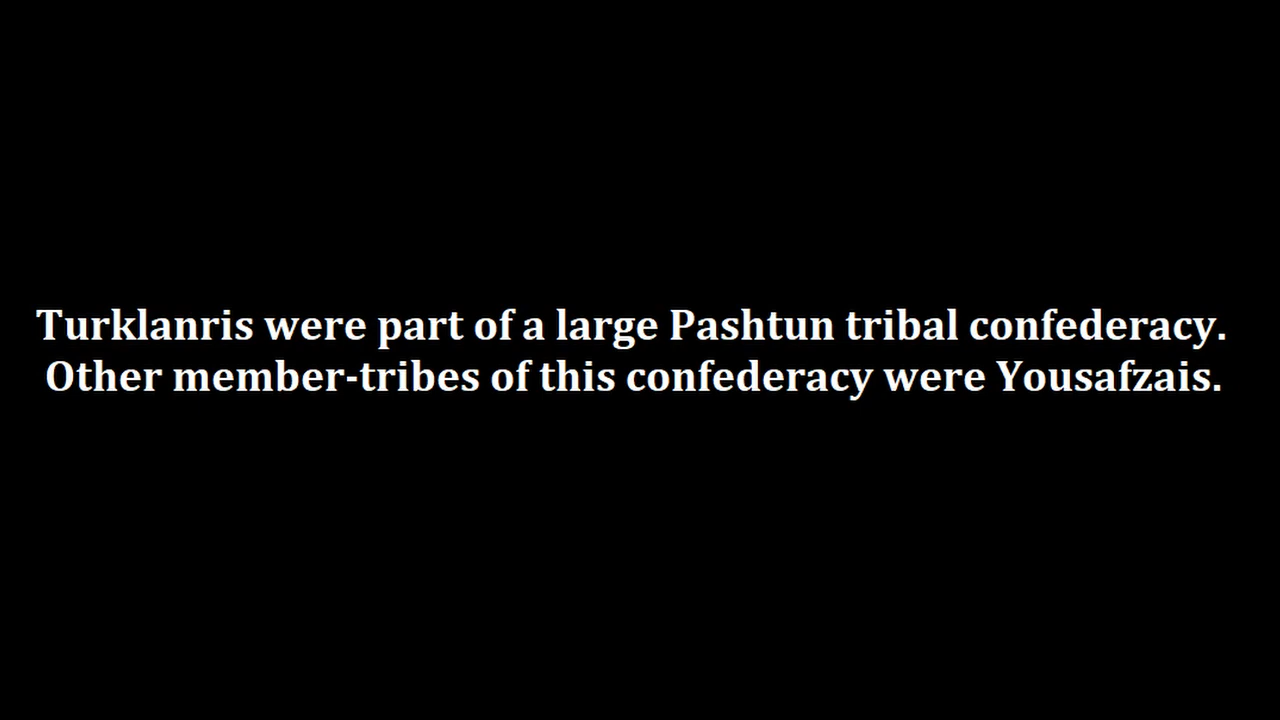 Turklanris were part of a large Pashtun tribal confederacy.
Other member-tribes of this confederacy were Yousafzais.